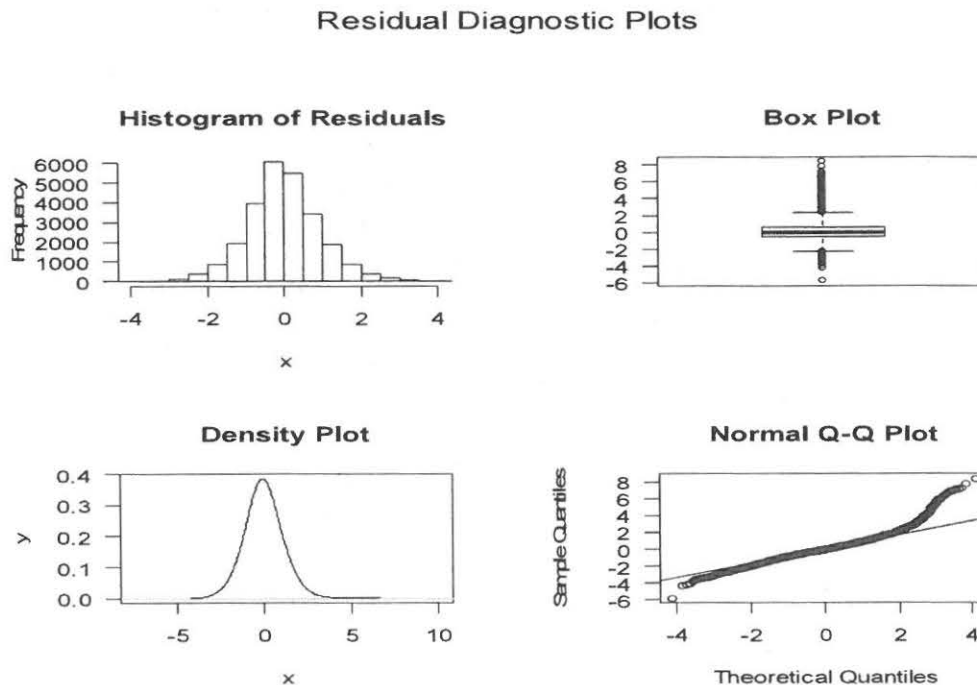 Residual Diagnostic Plots
Histogram of Residuals
Frequency
6000
5000
4000
3000
2000
1000
0
-4 -2 0 2 4
x
Box Plot
8
6
4
2
0
-2
-4
-6
Density Plot
y
0.4
0.3
0.2
0.1
0.0
-5 0 5 10
x
Normal Q-Q Plot
Sample Quantiles
8
6
4
2
0
-2
-4
-6
-4 -2 0 2 4
Theoretical Quantiles